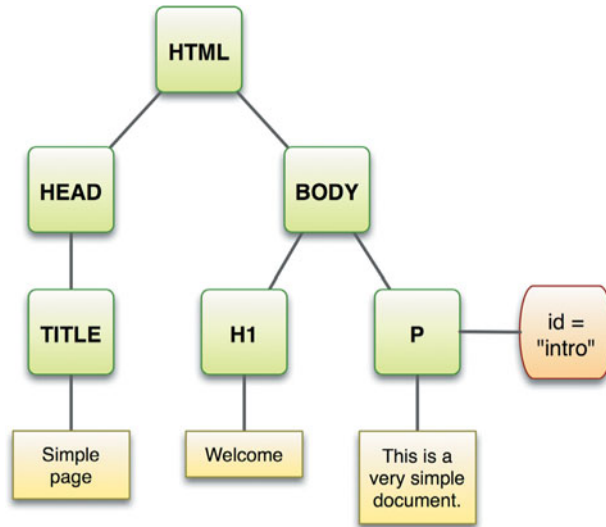 HTML
HEAD
BODY
TITLE
H1
P
id =
"intro"
Simple
page
Welcome
This is a
very simple
document.